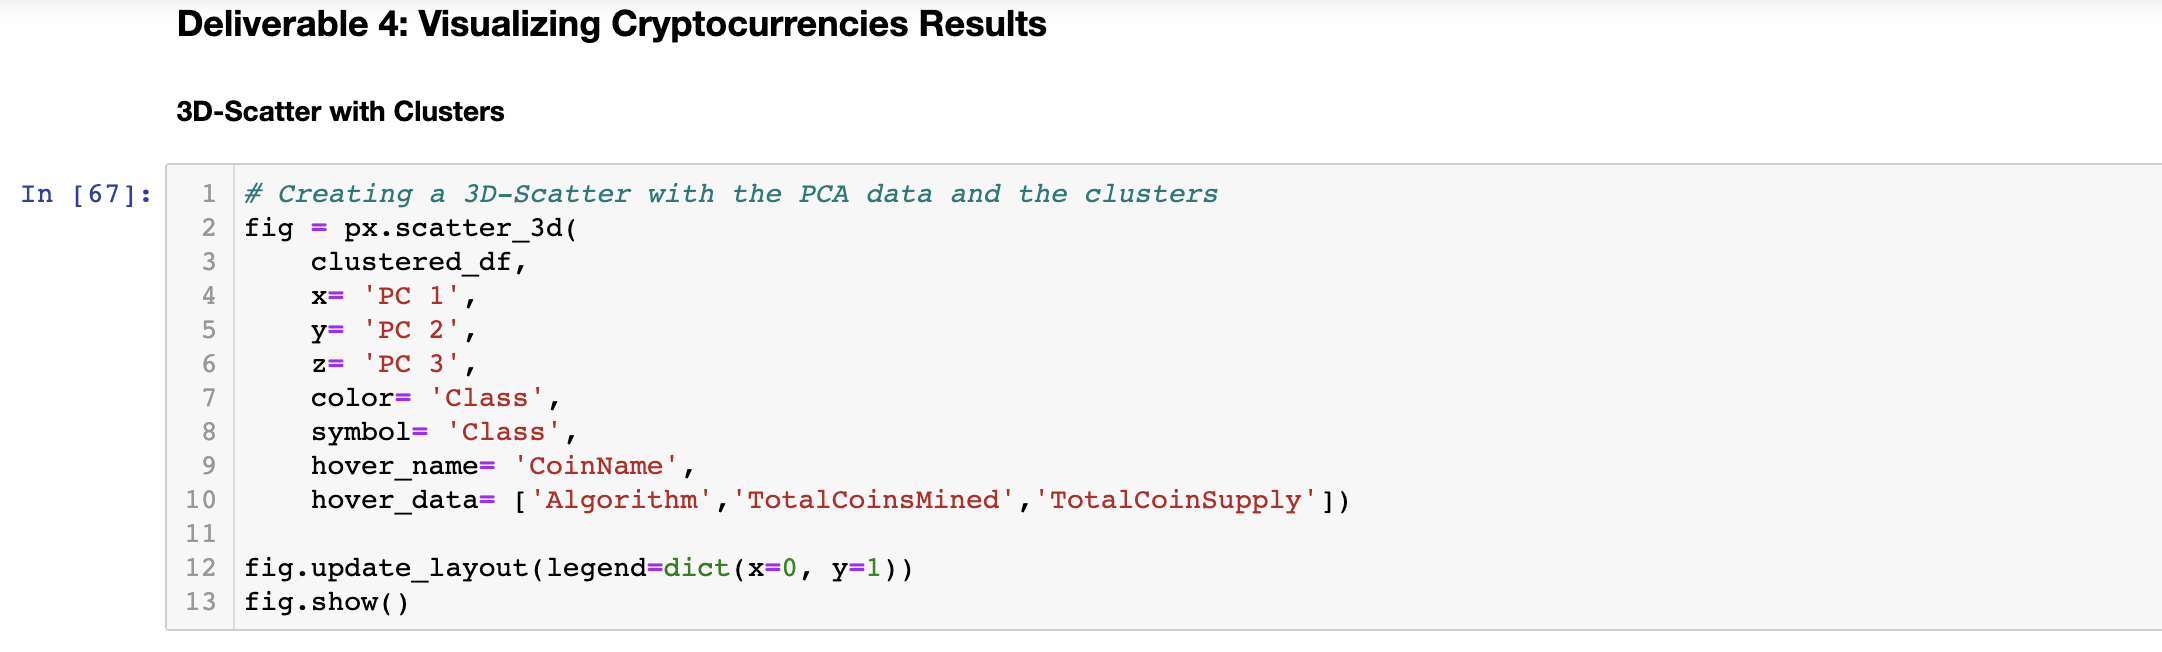 Deliverable 4: Visualizing Cryptocurrencies Results
3D-Scatter with Clusters
In [67]:
1 # Creating a 3D-Scatter with the PCA data and the clusters
2 fig = px.scatter_3d(
3     clustered_df,
4     x= 'PC 1',
5     y= 'PC 2',
6     z= 'PC 3',
7     color= 'Class',
8     symbol= 'Class',
9     hover_name= 'CoinName',
10     hover_data= ['Algorithm','TotalCoinsMined','TotalCoinSupply'])
11
12 fig.update_layout(legend=dict(x=0, y=1))
13 fig.show()